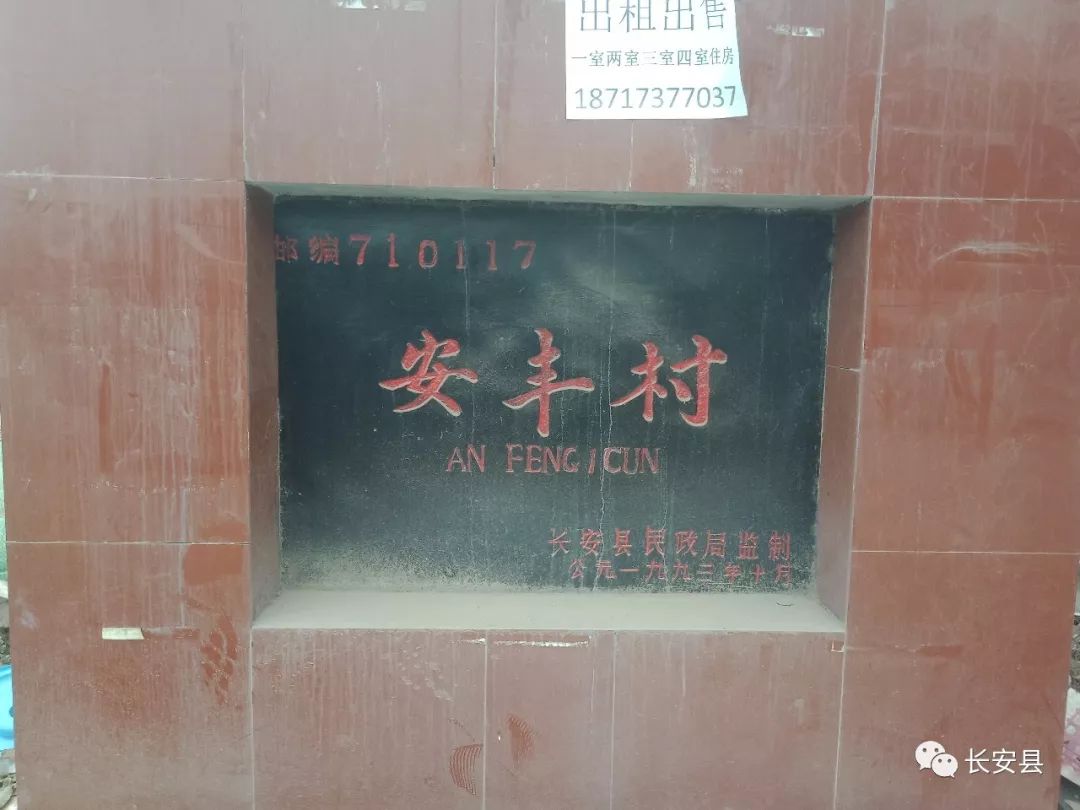 出租出售
一室两室三室四室住房
18717377037
邮编710117
安丰村
AN FENG CUN
长安县民政局监制
公元一九九三年十月
长安县